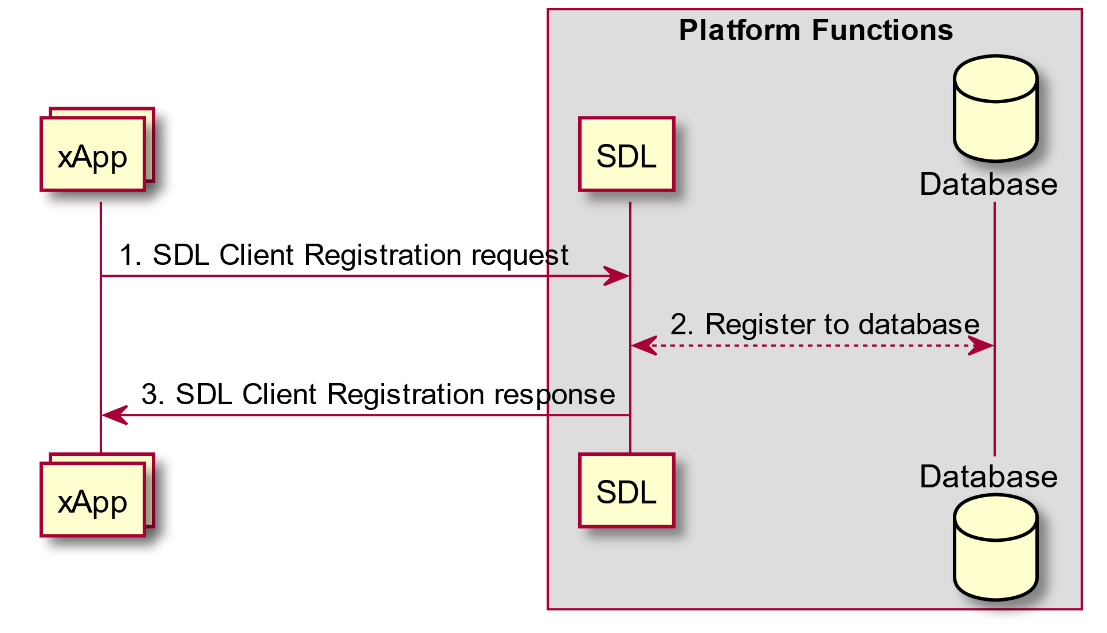 Platform Functions
xApp
SDL
Database
1. SDL Client Registration request
2. Register to database
3. SDL Client Registration response
xApp
SDL
Database